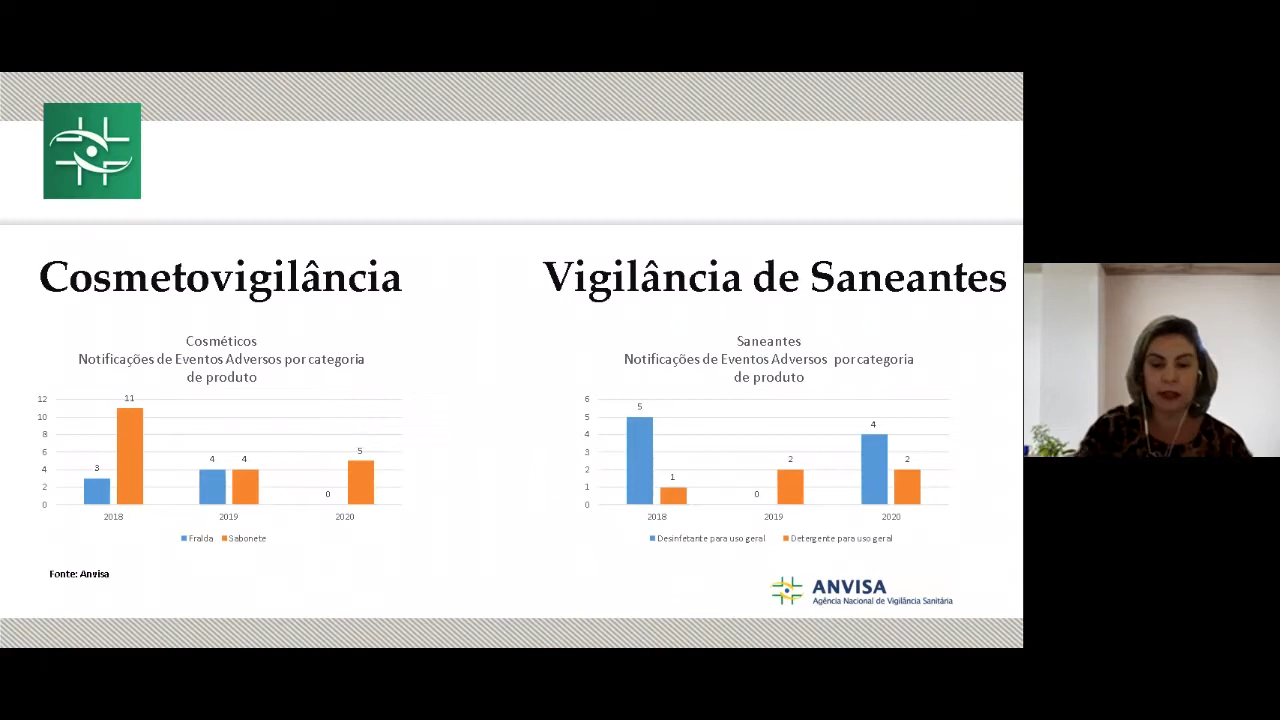 Cosmetovigilância
Cosméticos
Notificações de Eventos Adversos por categoria
de produto
12
10
8
6
4
2
0
3
11
4
4
0
5
2018
2019
2020
Fralda
Sabonete
Fonte: Anvisa
Vigilância de Saneantes
Saneantes
Notificações de Eventos Adversos por categoria
de produto
6
5
4
3
2
1
0
5
1
0
2
4
2
2018
2019
2020
Desinfetante para uso geral
Detergente para uso geral
ANVISA
Agência Nacional de Vigilância Sanitária